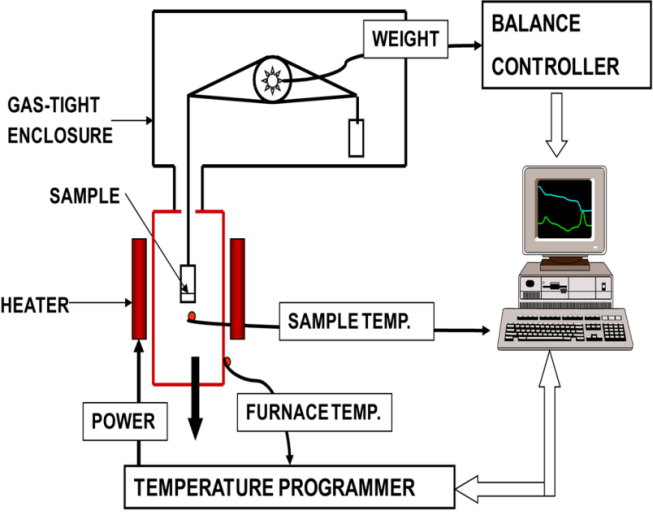 WEIGHT
BALANCE
CONTROLLER
GAS-TIGHT
ENCLOSURE
SAMPLE
HEATER
SAMPLE TEMP.
POWER
FURNACE TEMP.
TEMPERATURE PROGRAMMER